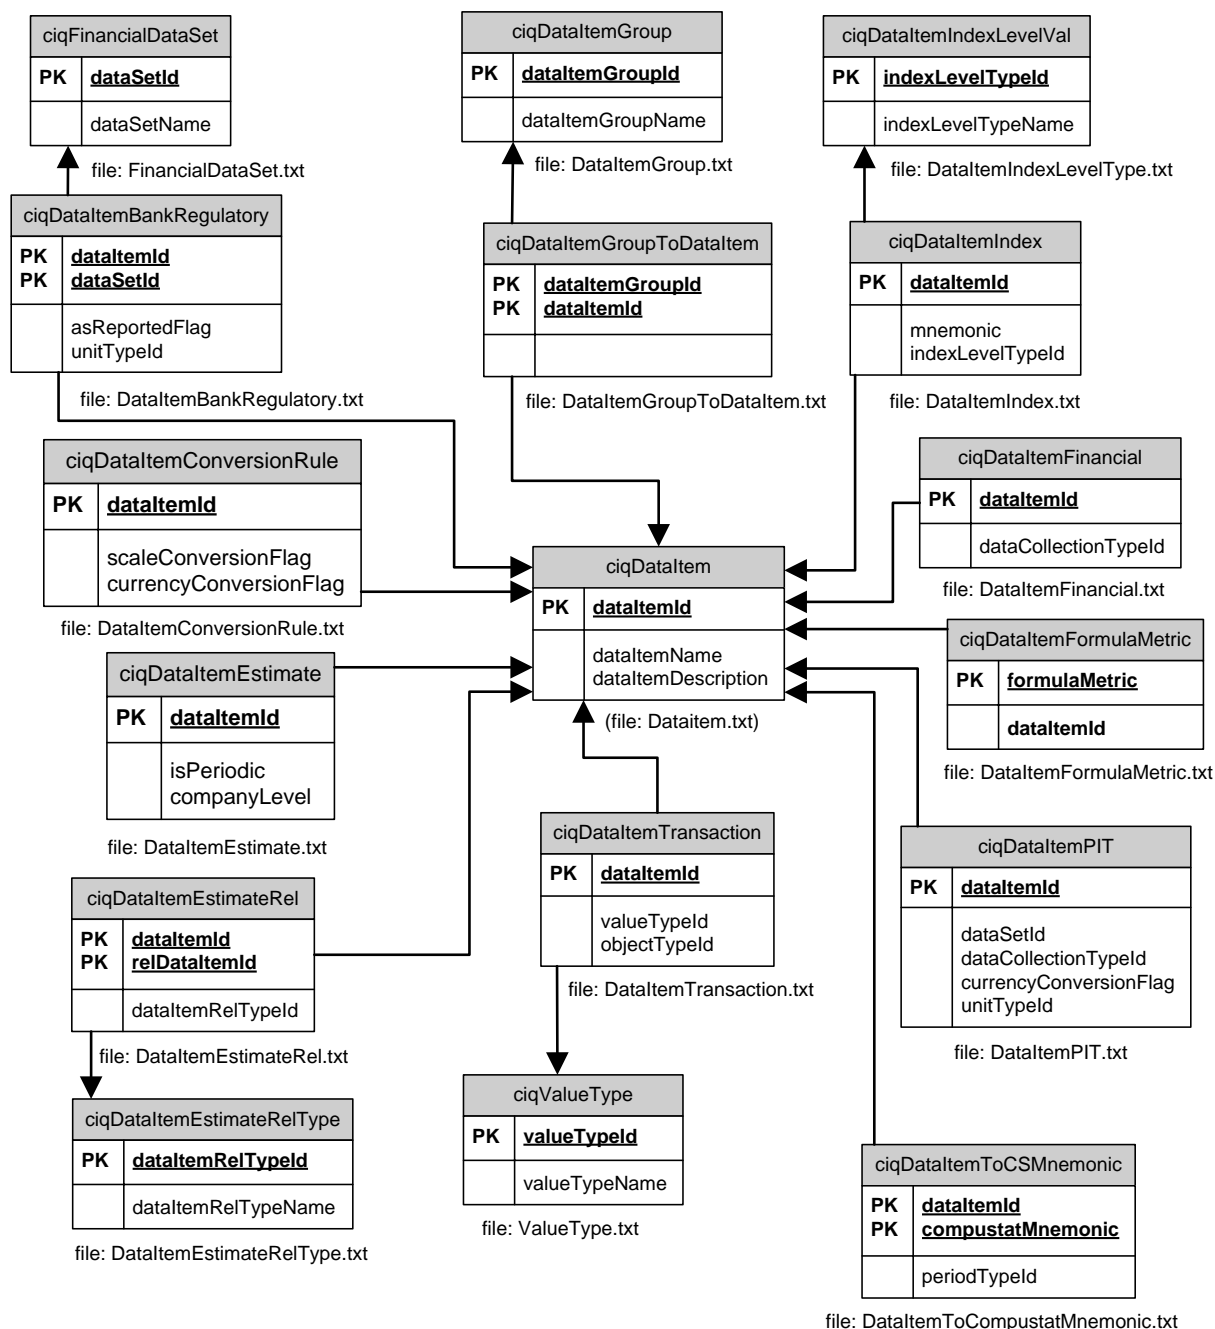 ciqFinancialDataSet
PK dataSetId
dataSetName
file: FinancialDataSet.txt
ciqDataItemGroup
PK dataItemGroupId
dataItemGroupName
file: DataItemGroup.txt
ciqDataItemIndexLevelVal
PK indexLevelTypeId
indexLevelTypeName
file: DataItemIndexLevelType.txt
ciqDataItemBankRegulatory
PK dataItemId
PK dataSetId
asReportedFlag
unitTypeId
file: DataItemBankRegulatory.txt
ciqDataItemGroupToDataItem
PK dataItemGroupId
PK dataItemId
file: DataItemGroupToDataItem.txt
ciqDataItemIndex
PK dataItemId
mnemonic
indexLevelTypeId
file: DataItemIndex.txt
ciqDataItemConversionRule
PK dataItemId
scaleConversionFlag
currencyConversionFlag
file: DataItemConversionRule.txt
ciqDataItemFinancial
PK dataItemId
dataCollectionTypeId
file: DataItemFinancial.txt
ciqDataItem
PK dataItemId
dataItemName
dataItemDescription
(file: Dataitem.txt)
ciqDataItemFormulaMetric
PK formulaMetric
dataItemId
file: DataItemFormulaMetric.txt
ciqDataItemEstimate
PK dataItemId
isPeriodic
companyLevel
file: DataItemEstimate.txt
ciqDataItemTransaction
PK dataItemId
valueTypeId
objectTypeId
file: DataItemTransaction.txt
ciqDataItemPIT
PK dataItemId
dataSetId
dataCollectionTypeId
currencyConversionFlag
unitTypeId
file: DataItemPIT.txt
ciqDataItemEstimateRel
PK dataItemId
PK relDataItemId
dataItemRelTypeId
file: DataItemEstimateRel.txt
ciqDataItemEstimateRelType
PK dataItemRelTypeId
dataItemRelTypeName
file: DataItemEstimateRelType.txt
ciqValueType
PK valueTypeId
valueTypeName
file: ValueType.txt
ciqDataItemToCSMnemonic
PK dataItemId
PK compustatMnemonic
periodTypeId
file: DataItemToCompustatMnemonic.txt